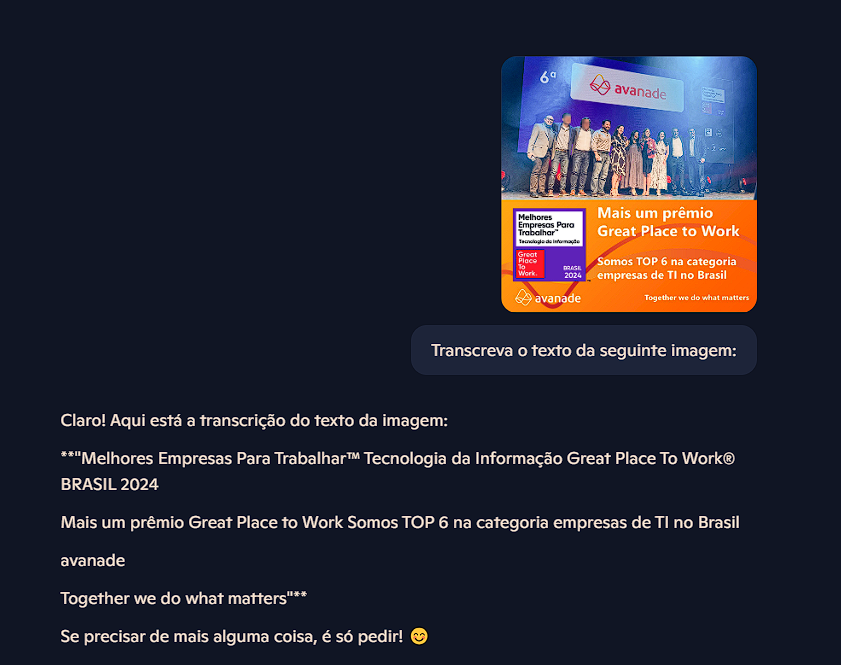 6ª
avanade
Melhores
Empresas Para
Trabalhar™
Tecnologia da Informação
Great
Place
To
Work.
BRASIL
2024
avanade
Mais um prêmio
Great Place to Work
Somos TOP 6 na categoria
empresas de TI no Brasil
Together we do what matters
Transcreva o texto da seguinte imagem:
Claro! Aqui está a transcrição do texto da imagem:
**"Melhores Empresas Para Trabalhar™ Tecnologia da Informação Great Place To Work®
BRASIL 2024
Mais um prêmio Great Place to Work Somos TOP 6 na categoria empresas de TI no Brasil
avanade
Together we do what matters"**
Se precisar de mais alguma coisa, é só pedir! 😊